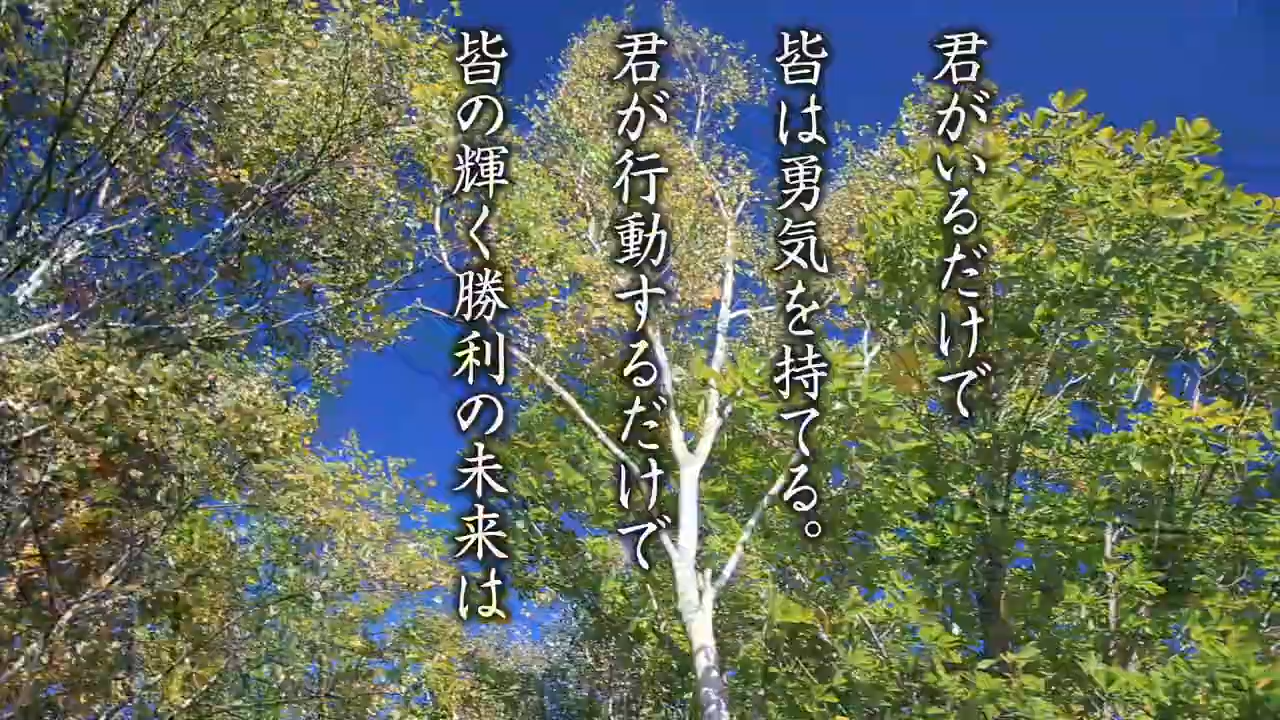 君がいるだけで
皆は勇気を持てる。
君が行動するだけで
皆の輝く勝利の未来は